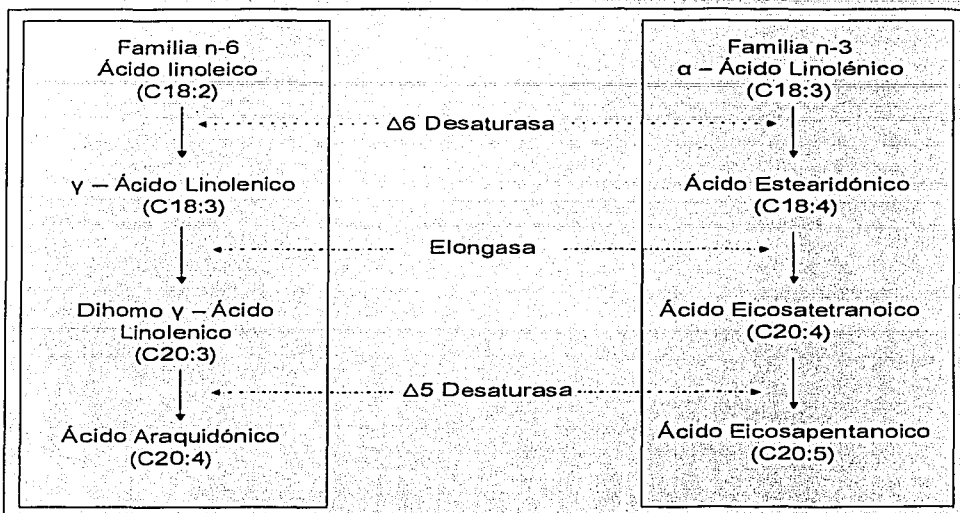 Familia n-6
Ácido linoleico
(C18:2)
γ – Ácido Linolenico
(C18:3)
Dihomo γ – Ácido
Linolenico
(C20:3)
Ácido Araquidónico
(C20:4)
Δ6 Desaturasa
Elongasa
Δ5 Desaturasa
Familia n-3
α – Ácido Linolénico
(C18:3)
Ácido Estearidónico
(C18:4)
Ácido Eicosatetranoico
(C20:4)
Ácido Eicosapentanoico
(C20:5)